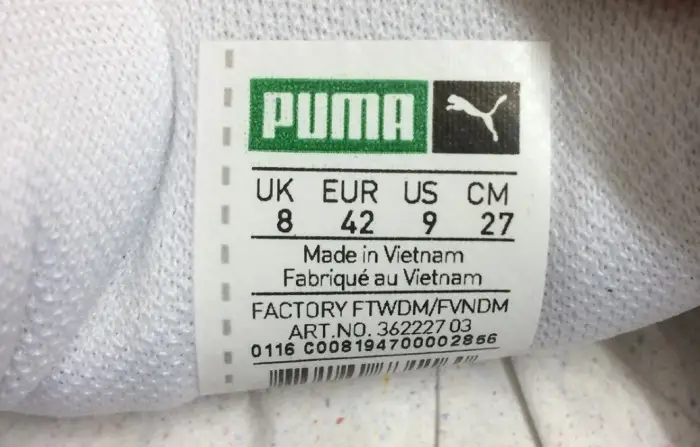 PUMA
UK EUR US CM
8 42 9 27
Made in Vietnam
Fabriqué au Vietnam
FACTORY FTWDM/FVNDM
ART.NO. 362227 03
0116 C008194700002856